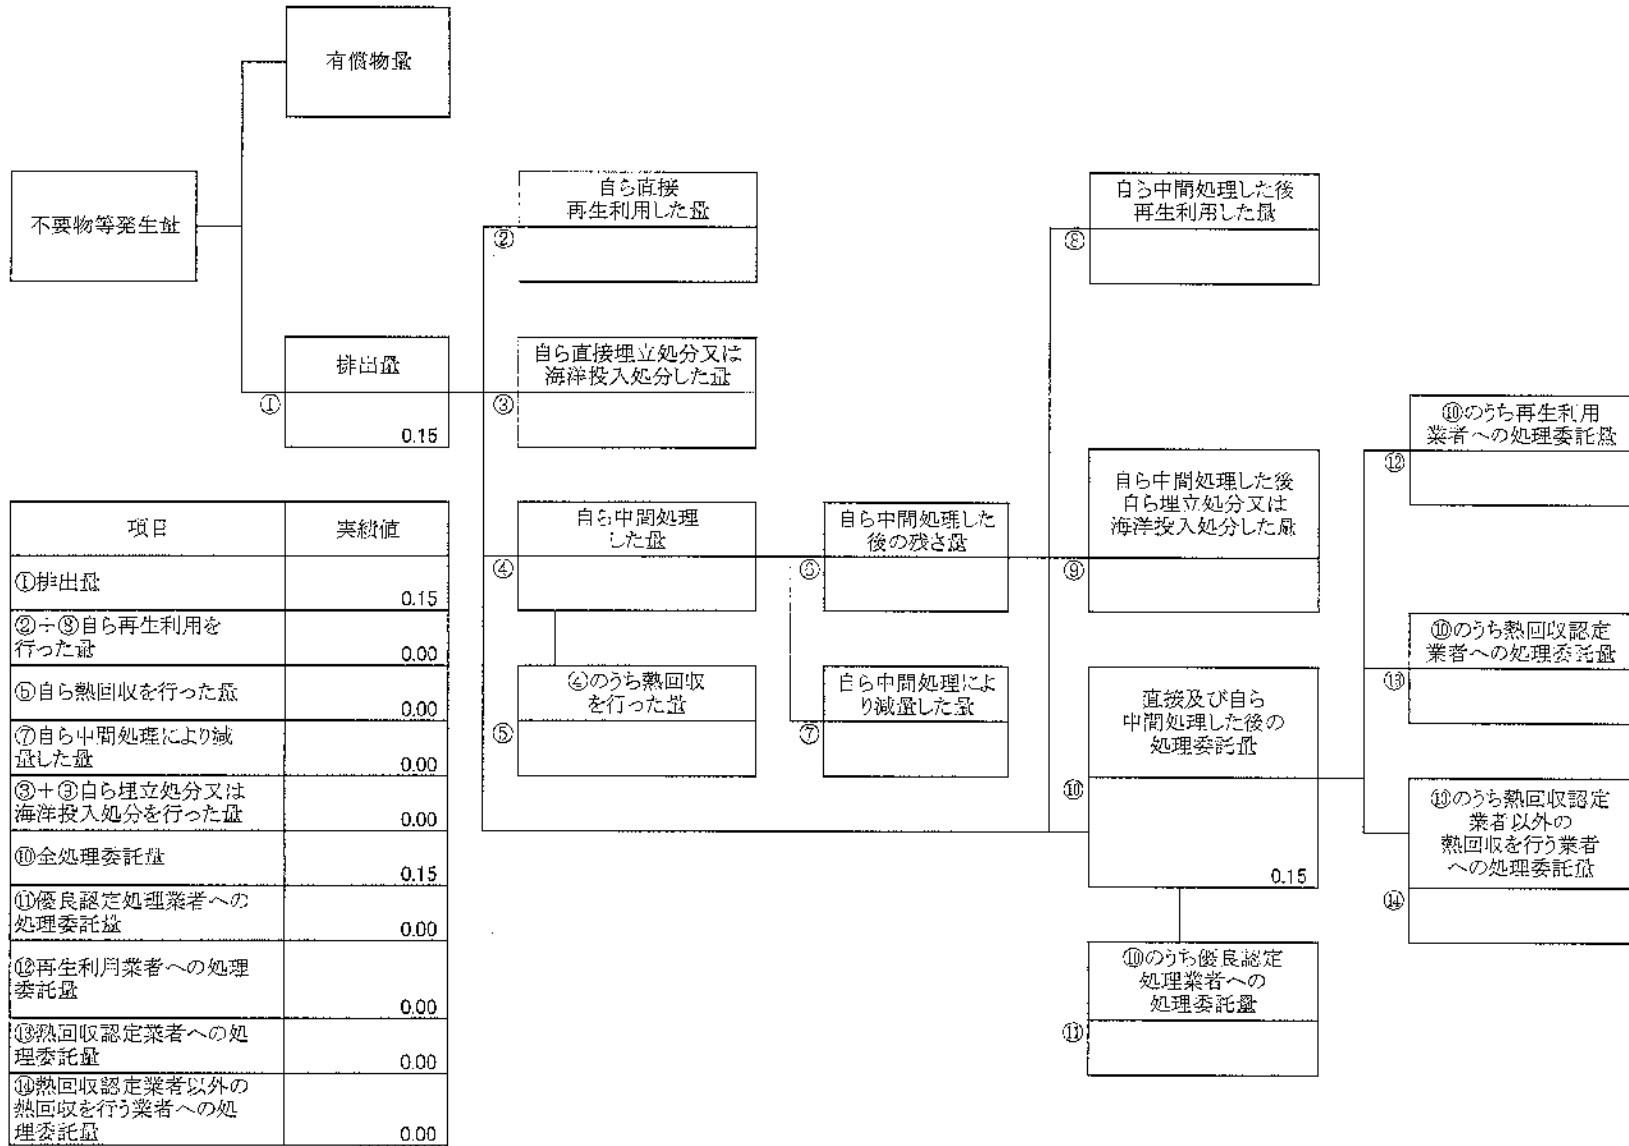 有償物量
不要物等発生量
自ら直接
再生利用した量
②
自ら中間処理した後
再生利用した量
⑧
排出量
①
0.15
自ら直接埋立処分又は
海洋投入処分した量
③
⑩のうち再生利用
業者への処理委託量
⑫
自ら中間処理
した量
④
自ら中間処理した
後の残さ量
⑥
自ら中間処理した後
自ら埋立処分又は
海洋投入処分した量
⑨
④のうち熱回収
を行った量
⑤
自ら中間処理によ
り減量した量
⑦
直接及び自ら
中間処理した後の
処理委託量
⑩
0.15
⑩のうち熱回収認定
業者への処理委託量
⑬
⑩のうち熱回収認定
業者以外の
熱回収を行う業者
への処理委託量
⑭
⑩のうち優良認定
処理業者への
処理委託量
⑪
項目 実績値
①排出量
0.15
②+⑧自ら再生利用を
行った量 0.00
⑤自ら熱回収を行った量
0.00
⑦自ら中間処理により減
量した量 0.00
③+⑨自ら埋立処分又は
海洋投入処分を行った量 0.00
⑩全処理委託量
0.15
⑪優良認定処理業者への
処理委託量 0.00
⑫再生利用業者への処理
委託量
0.00
⑬熱回収認定業者への処
理委託量 0.00
⑭熱回収認定業者以外の
熱回収を行う業者への処
理委託量 0.00